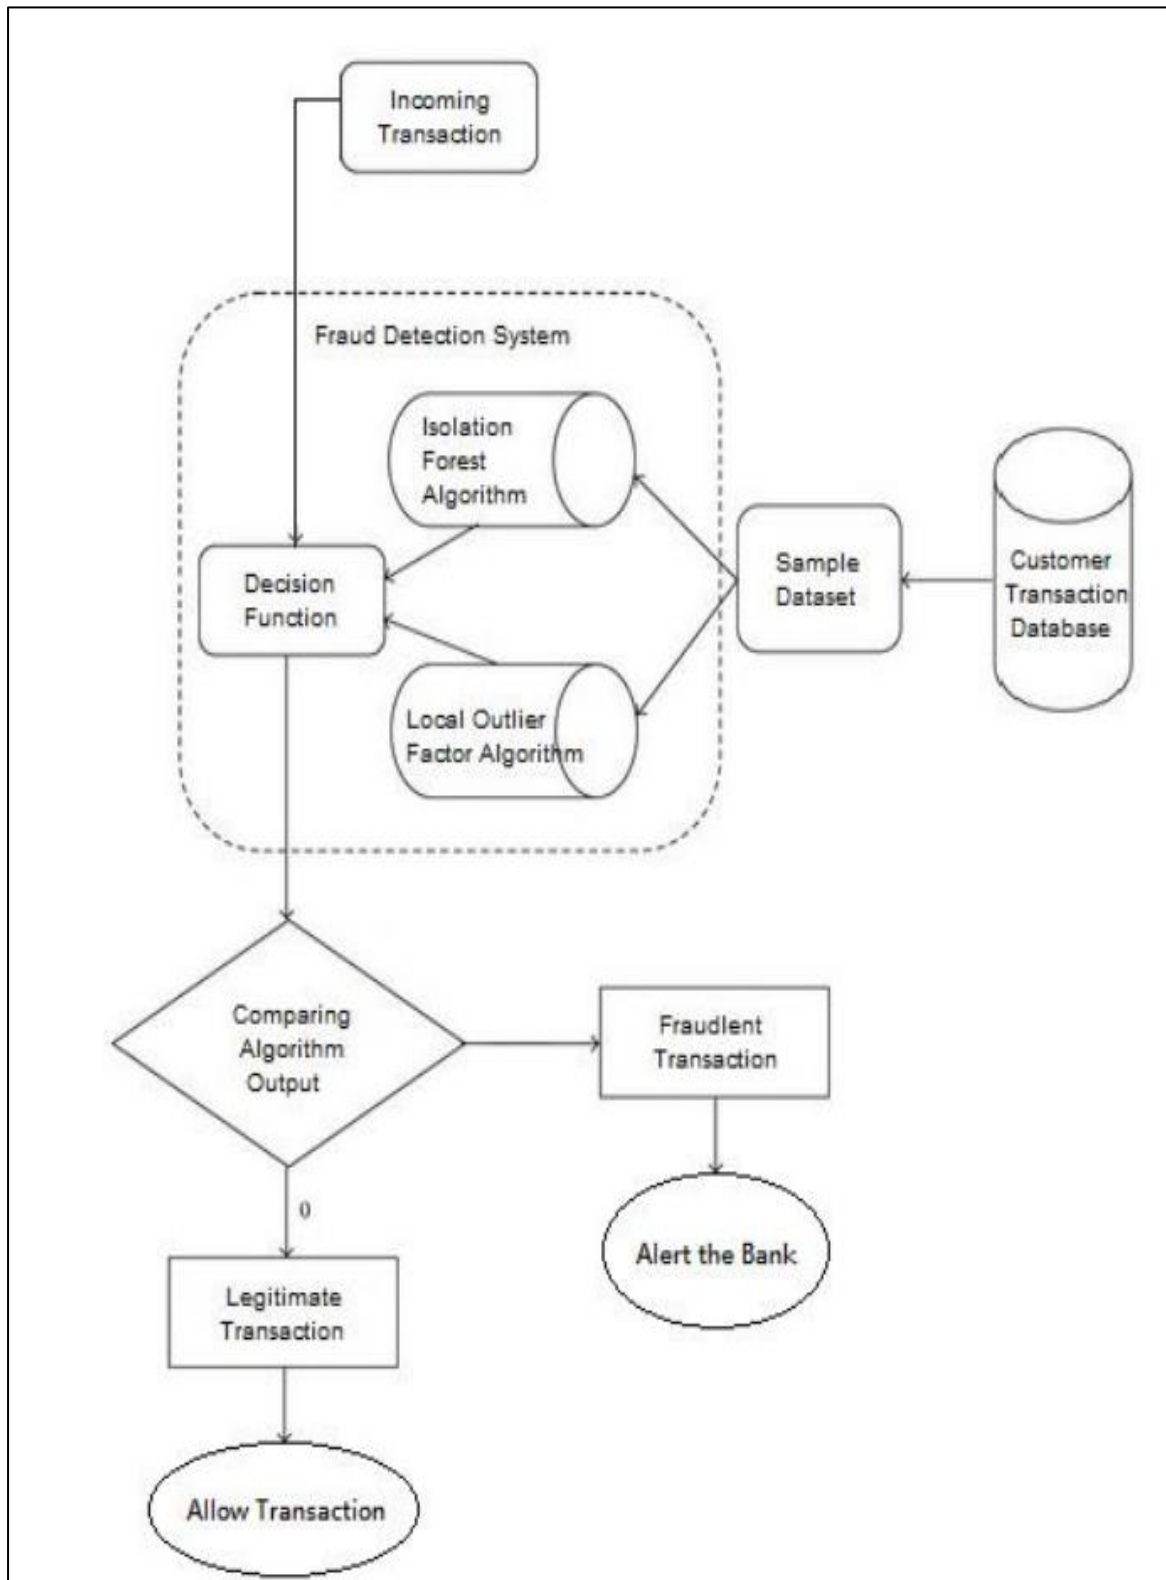 Incoming
Transaction
Fraud Detection System
Isolation
Forest
Algorithm
Decision
Function
Local Outlier
Factor Algorithm
Sample
Dataset
Customer
Transaction
Database
Comparing
Algorithm
Output
Fraudlent
Transaction
Alert the Bank
0
Legitimate
Transaction
Allow Transaction